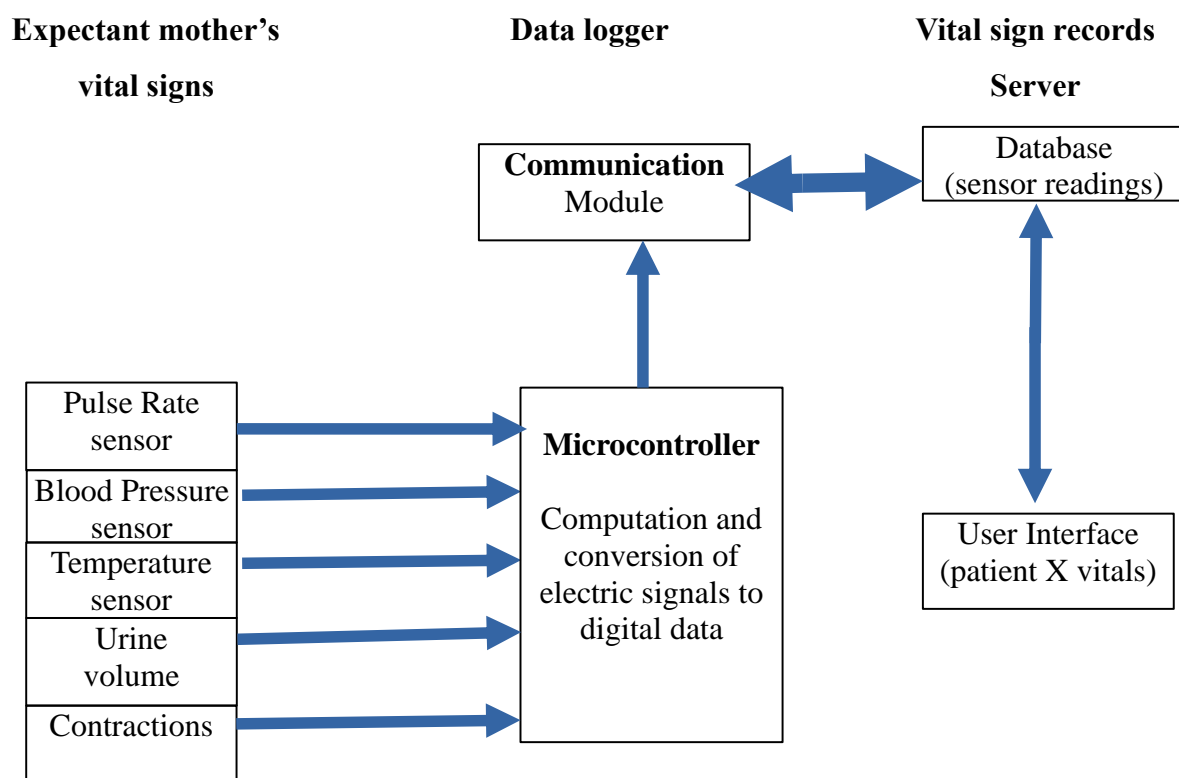 Expectant mother’s
vital signs
Data logger
Vital sign records
Server
Communication
Module
Database
(sensor readings)
Pulse Rate
sensor
Blood Pressure
sensor
Temperature
sensor
Urine
volume
Contractions
Microcontroller
Computation and
conversion of
electric signals to
digital data
User Interface
(patient X vitals)